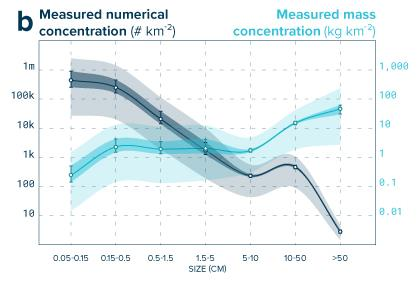 b Measured numerical Measured mass
concentration (# km⁻²) concentration (kg km⁻²)
1m 1,000
100k 100
10k 10
1k 1
100 0.1
10 0.01
0.05-0.15 0.15-0.5 0.5-1.5 1.5-5 5-10 10-50 >50
SIZE (CM)